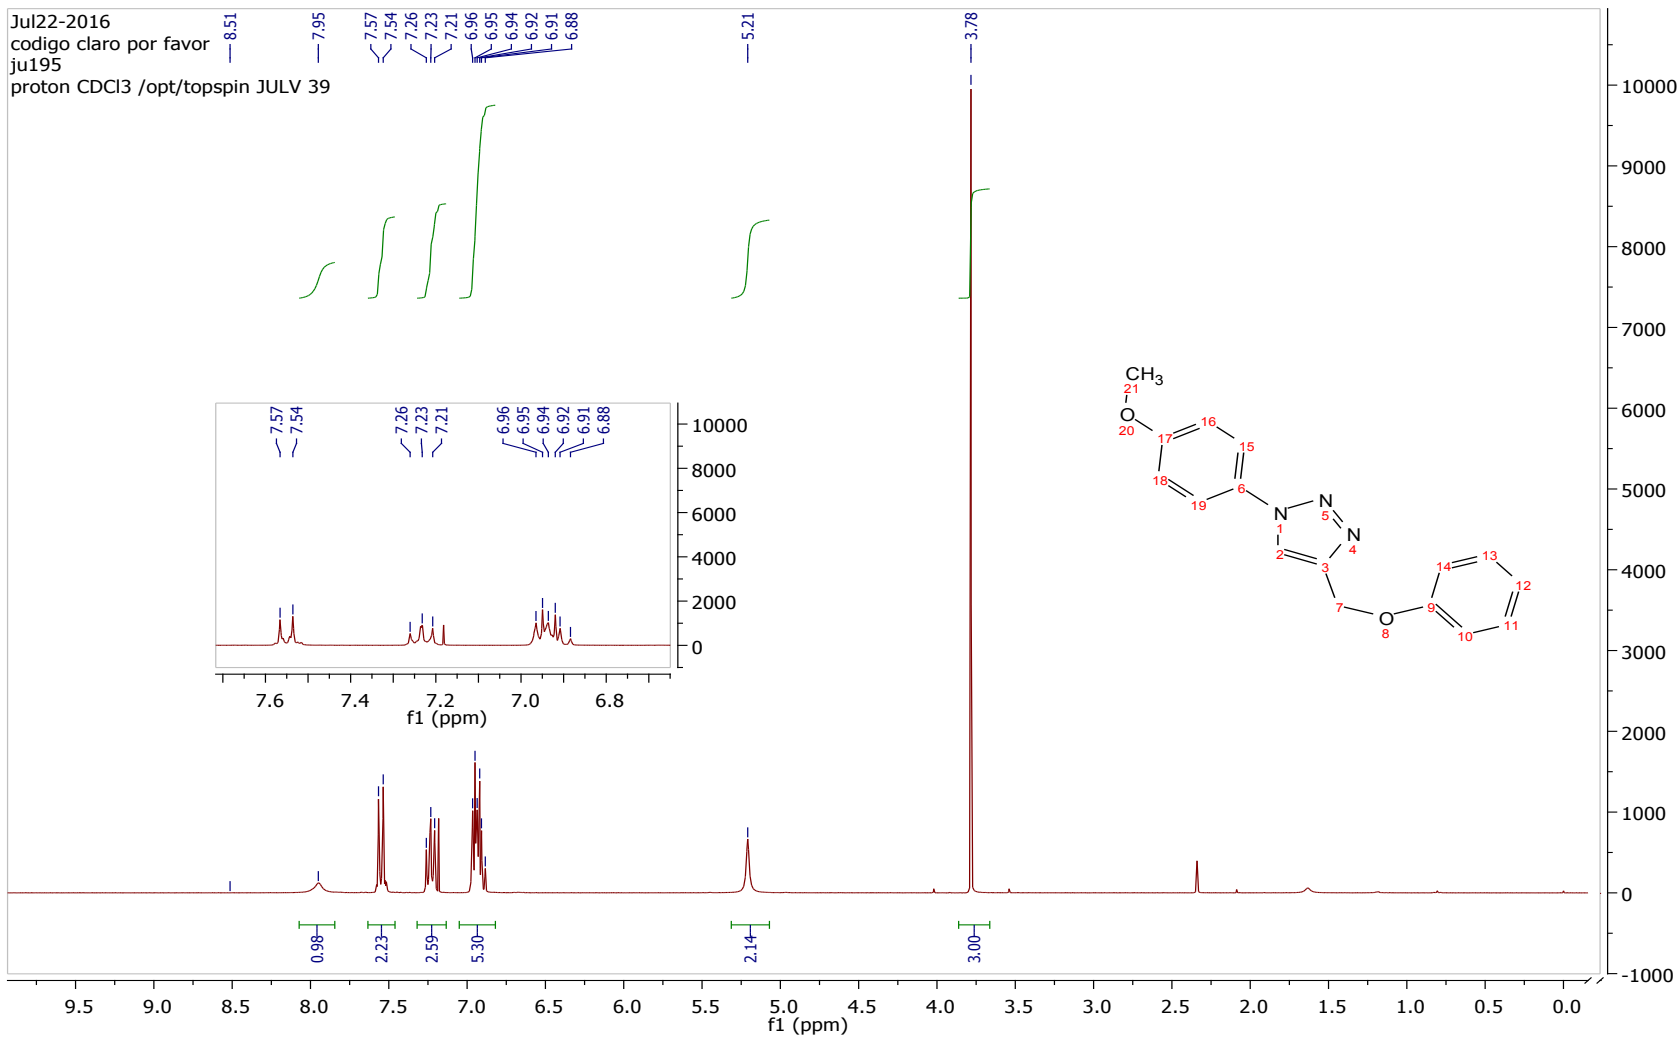 Jul22-2016
codigo claro por favor
ju195
proton CDCl3 /opt/topspin JULV 39
8.51 7.95 7.57 7.54 7.26 7.23 7.21 6.96 6.95 6.94 6.92 6.91 6.88 5.21 3.78
10000
9000
8000
7000
6000
5000
4000
3000
2000
1000
0
-1000
7.57 7.54 7.26 7.23 7.21 6.96 6.95 6.94 6.92 6.91 6.88
10000
8000
6000
4000
2000
0
7.6 7.4 7.2 7.0 6.8
f1 (ppm)
CH3
21
O
20
16
17
15
18
6
19
N
1
N
5
N
4
2
3
7
O
8
9
14
13
12
11
10
0.98 2.23 2.59 5.30 2.14 3.00
9.5 9.0 8.5 8.0 7.5 7.0 6.5 6.0 5.5 5.0 4.5 4.0 3.5 3.0 2.5 2.0 1.5 1.0 0.5 0.0
f1 (ppm)